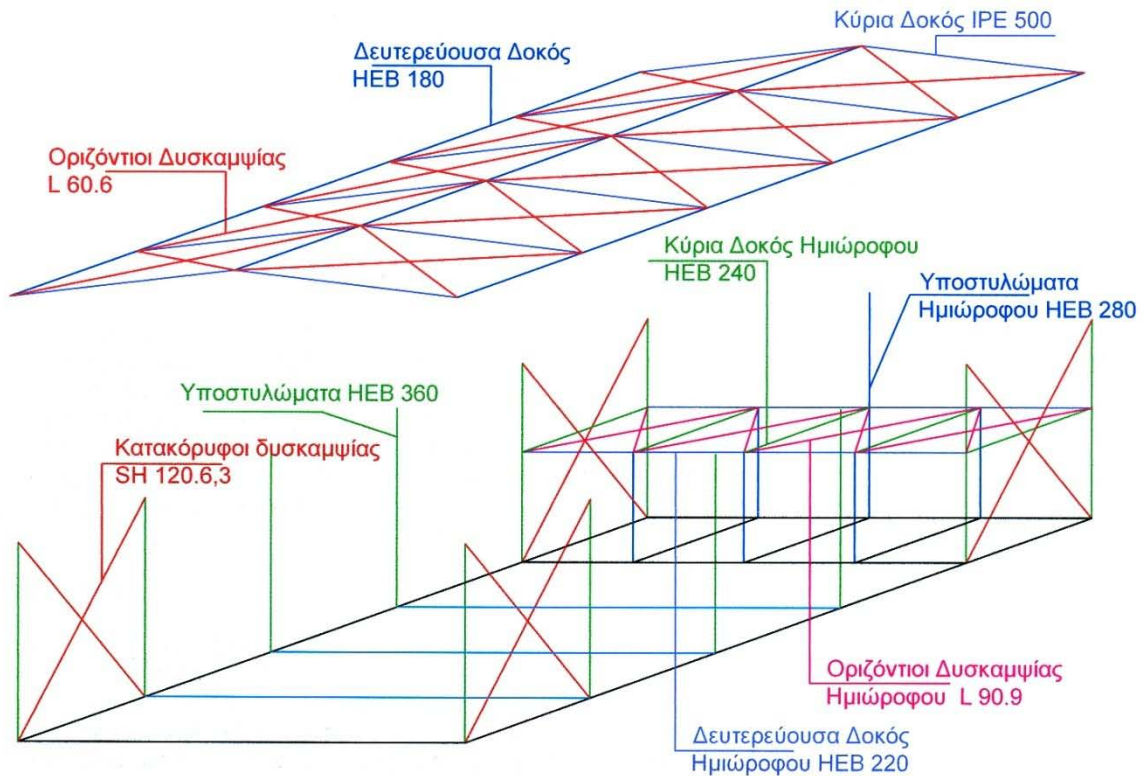 Κύρια Δοκός IPE 500
Δευτερεύουσα Δοκός
HEB 180
Οριζόντιοι Δυσκαμψίας
L 60.6
Κύρια Δοκός Ημιώροφου
HEB 240
Υποστυλώματα
Ημιώροφου HEB 280
Υποστυλώματα HEB 360
Κατακόρυφοι δυσκαμψίας
SH 120.6,3
Οριζόντιοι Δυσκαμψίας
Ημιώροφου L 90.9
Δευτερεύουσα Δοκός
Ημιώροφου HEB 220